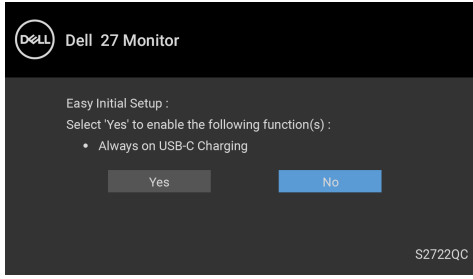 DELL
Dell 27 Monitor
Easy Initial Setup :
Select 'Yes' to enable the following function(s) :
• Always on USB-C Charging
Yes No
S2722QC